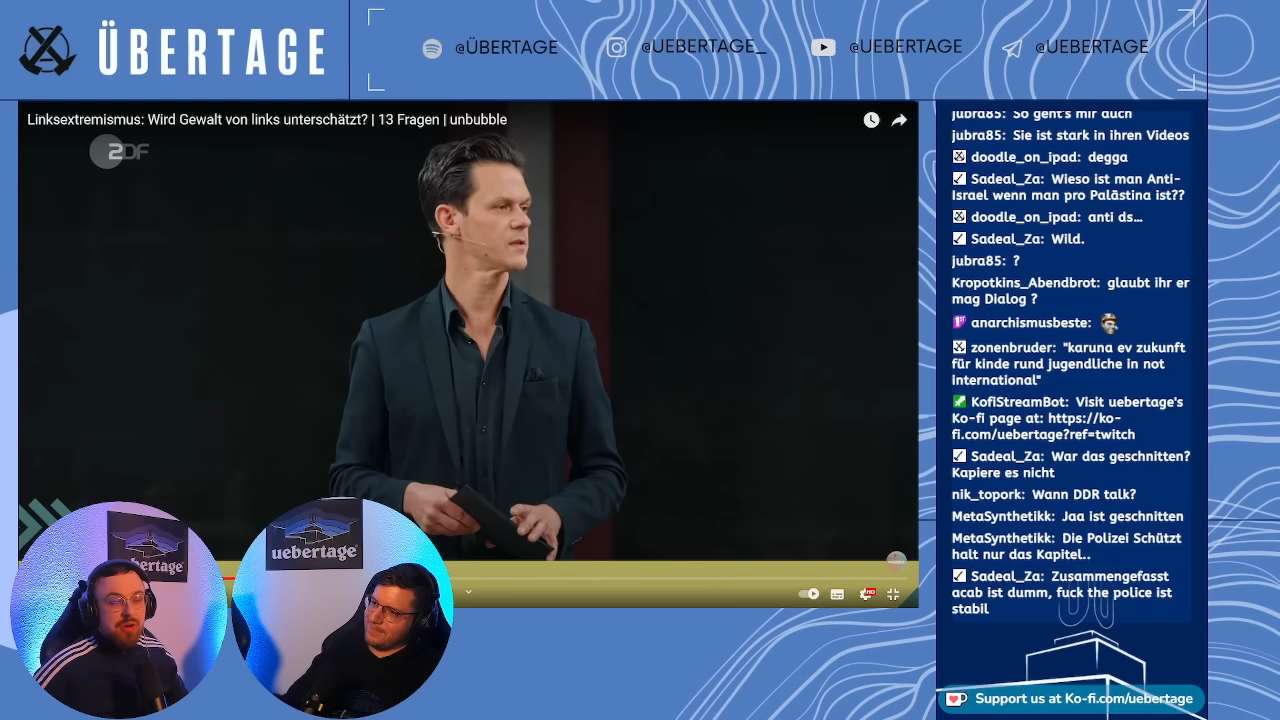 ÜBERTAGE
@ÜBERTAGE
@UEBERTAGE_
@UEBERTAGE
@UEBERTAGE
Linksextremismus: Wird Gewalt von links unterschätzt? | 13 Fragen | unbubble
2DF
HD
uebertage
jubra85: So geht's mir auch
jubra85: Sie ist stark in ihren Videos
doodle_on_ipad: degga
Sadeal_Za: Wieso ist man Anti-
Israel wenn man pro Palästina ist??
doodle_on_ipad: anti ds...
Sadeal_Za: Wild.
jubra85: ?
Kropotkins_Abendbrot: glaubt ihr er
mag Dialog ?
anarchismusbeste:
zonenbruder: "karuna ev zukunft
für kinde rund jugendliche in not
international"
KofiStreamBot: Visit uebertage's
Ko-fi page at: https://ko-
fi.com/uebertage?ref=twitch
Sadeal_Za: War das geschnitten?
Kapiere es nicht
nik_topork: Wann DDR talk?
MetaSynthetikk: Jaa ist geschnitten
MetaSynthetikk: Die Polizei Schützt
halt nur das Kapitel..
Sadeal_Za: Zusammengefasst
acab ist dumm, fuck the police ist
stabil
Support us at Ko-fi.com/uebertage